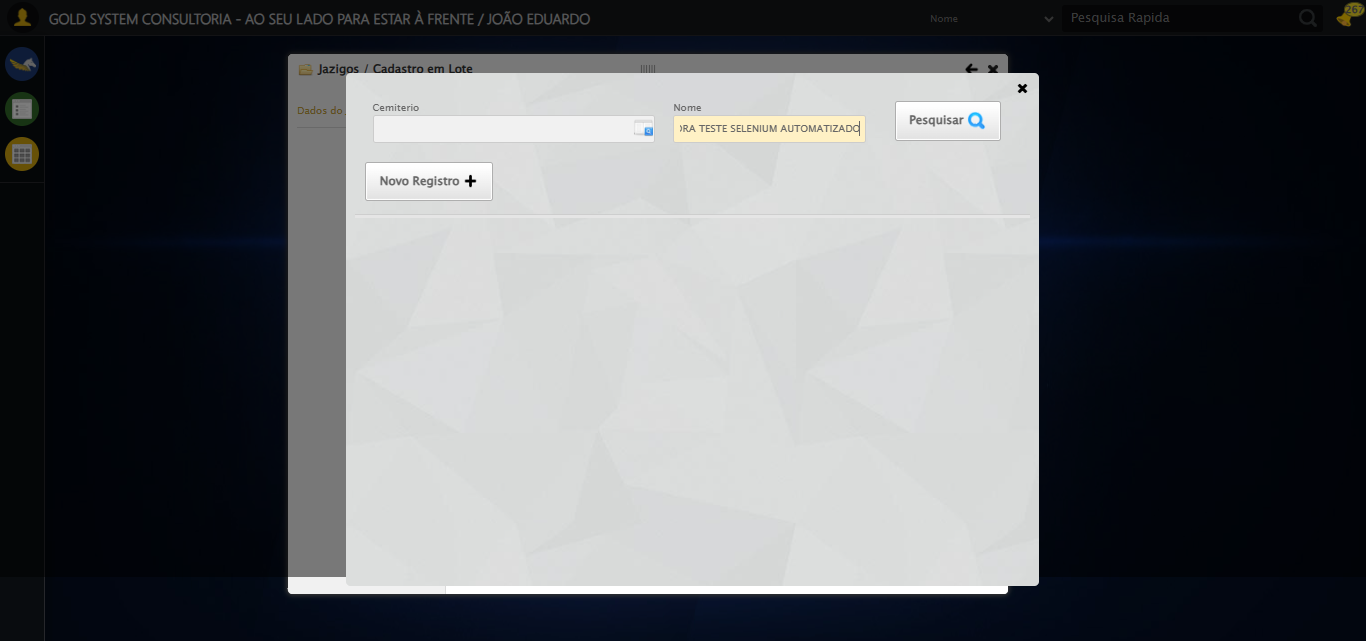 GOLD SYSTEM CONSULTORIA - AO SEU LADO PARA ESTAR À FRENTE / JOÃO EDUARDO
Nome
Pesquisa Rapida
267
Jazigos / Cadastro em Lote
Dados do
Cemiterio
Nome
TESTE SELENIUM AUTOMATIZADO
Pesquisar
Novo Registro